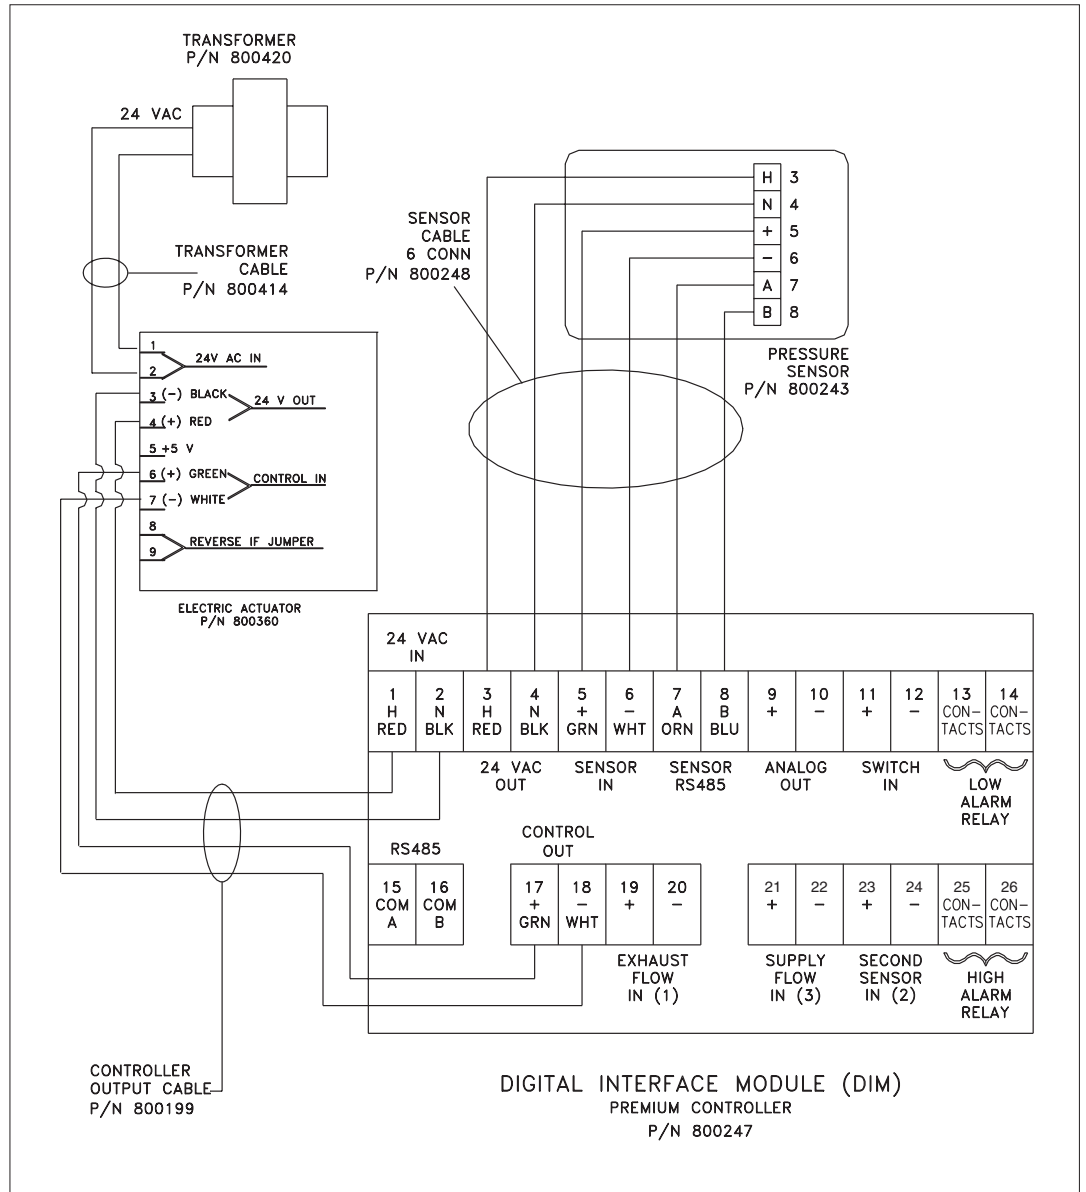 TRANSFORMER
P/N 800420
24 VAC
TRANSFORMER
CABLE
P/N 800414
SENSOR
CABLE
6 CONN
P/N 800248
H 3
N 4
+ 5
- 6
A 7
B 8
PRESSURE
SENSOR
P/N 800243
1
2
24V AC IN
3 (-) BLACK
4 (+) RED
24 V OUT
5 +5 V
6 (+) GREEN
7 (-) WHITE
CONTROL IN
8
9
REVERSE IF JUMPER
ELECTRIC ACTUATOR
P/N 800360
24 VAC
IN
1 2 3 4 5 6 7 8 9 10 11 12 13 14
H N H N + - A B + - + - CON- CON-
RED BLK RED BLK GRN WHT ORN BLU TACTS TACTS
24 VAC SENSOR SENSOR ANALOG SWITCH LOW
OUT IN RS485 OUT IN ALARM
RELAY
CONTROL
OUT
RS485
15 16 17 18 19 20 21 22 23 24 25 26
COM COM + - + - + - + - CON- CON-
A B GRN WHT TACTS TACTS
EXHAUST SUPPLY SECOND
FLOW FLOW SENSOR HIGH
IN (1) IN (3) IN (2) ALARM
RELAY
CONTROLLER
OUTPUT CABLE
P/N 800199
DIGITAL INTERFACE MODULE (DIM)
PREMIUM CONTROLLER
P/N 800247